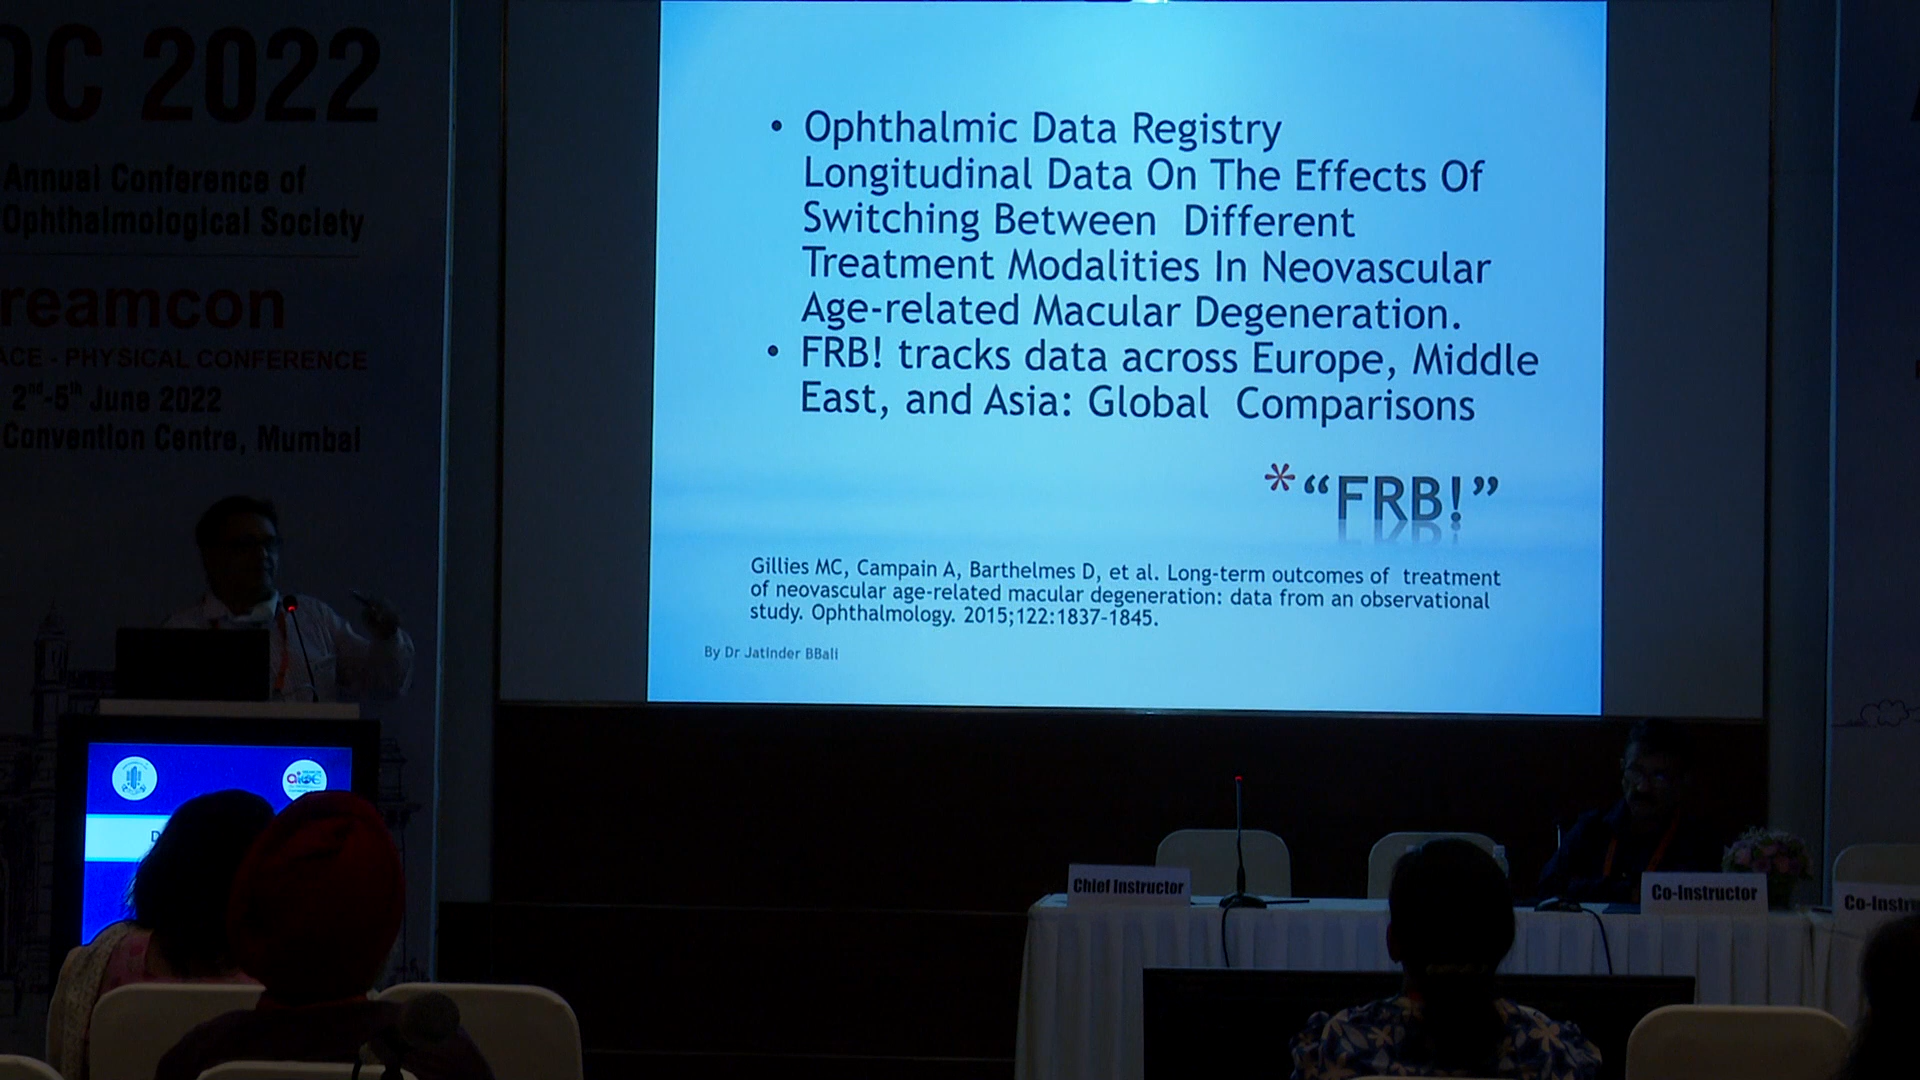 OC 2022
Annual Conference of
Ophthalmological Society
reamcon
ACE - PHYSICAL CONFERENCE
2nd-5th June 2022
Convention Centre, Mumbai
• Ophthalmic Data Registry
Longitudinal Data On The Effects Of
Switching Between Different
Treatment Modalities In Neovascular
Age-related Macular Degeneration.
• FRB! tracks data across Europe, Middle
East, and Asia: Global Comparisons
*“FRB!”
Gillies MC, Campain A, Barthelmes D, et al. Long-term outcomes of treatment
of neovascular age-related macular degeneration: data from an observational
study. Ophthalmology. 2015;122:1837-1845.
By Dr Jatinder BBali
D
Chief Instructor
Co-Instructor
Co-Instru